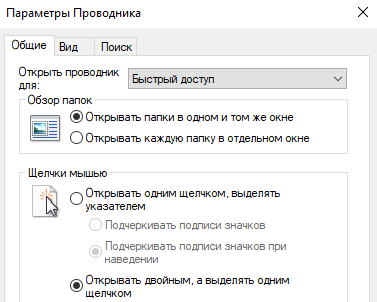 Параметры Проводника
Общие Вид Поиск
Открыть проводник Быстрый доступ
для:
Обзор папок
Открывать папки в одном и том же окне
Открывать каждую папку в отдельном окне
Щелчки мышью
Открывать одним щелчком, выделять
указателем
Подчеркивать подписи значков
Подчеркивать подписи значков при
наведении
Открывать двойным, а выделять одним
щелчком